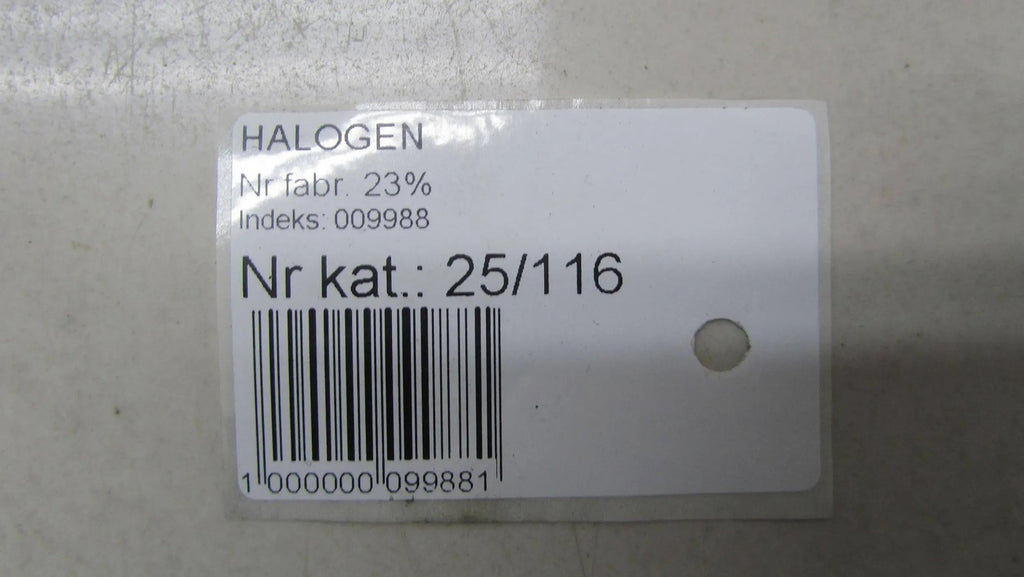 HALOGEN
Nr fabr. 23%
Indeks: 009988
Nr kat.: 25/116
1 000000 099881